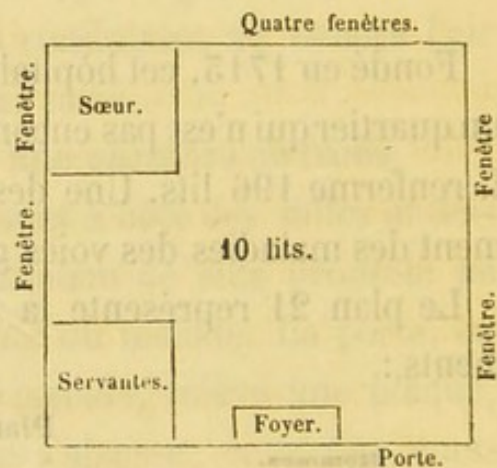 Quatre fenêtres.
Sœur.
Fenêtre.
Fenêtre
10 lits.
Fenêtre.
Fenêtre.
Servantes.
Foyer.
Porte.